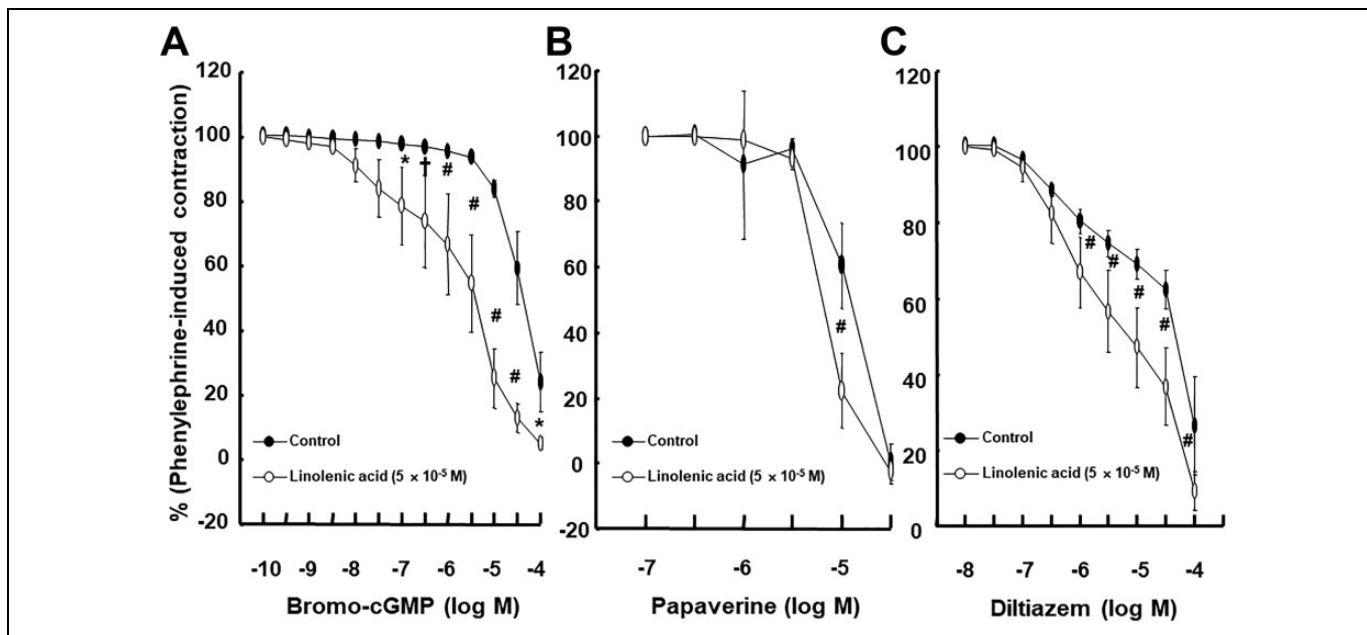 A
B
C
% (Phenylephrine-induced contraction)
120
100
80
60
40
20
0
-20
* † # # # # *
Control
Linolenic acid (5 × 10-5 M)
-10 -9 -8 -7 -6 -5 -4
Bromo-cGMP (log M)
120
100
80
60
40
20
0
-20
#
Control
Linolenic acid (5 × 10-5 M)
-7 -6 -5
Papaverine (log M)
120
100
80
60
40
20
0
# # # # #
Control
Linolenic acid (5 × 10-5 M)
-8 -7 -6 -5 -4
Diltiazem (log M)